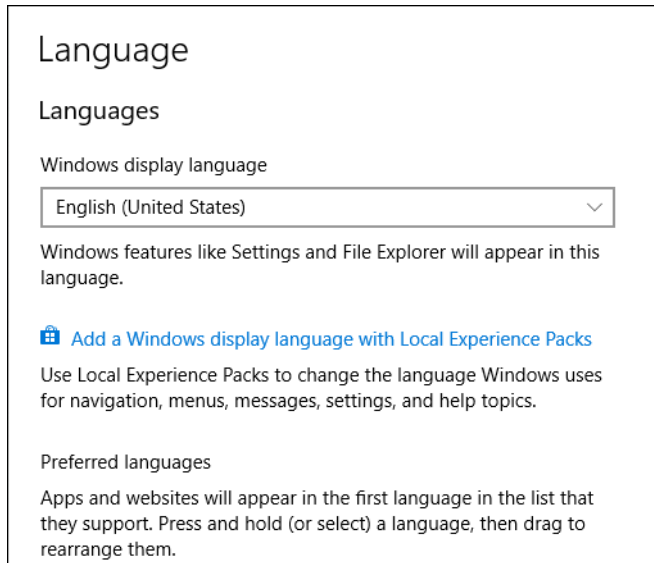 Language
Languages
Windows display language
English (United States)
Windows features like Settings and File Explorer will appear in this
language.
Add a Windows display language with Local Experience Packs
Use Local Experience Packs to change the language Windows uses
for navigation, menus, messages, settings, and help topics.
Preferred languages
Apps and websites will appear in the first language in the list that
they support. Press and hold (or select) a language, then drag to
rearrange them.